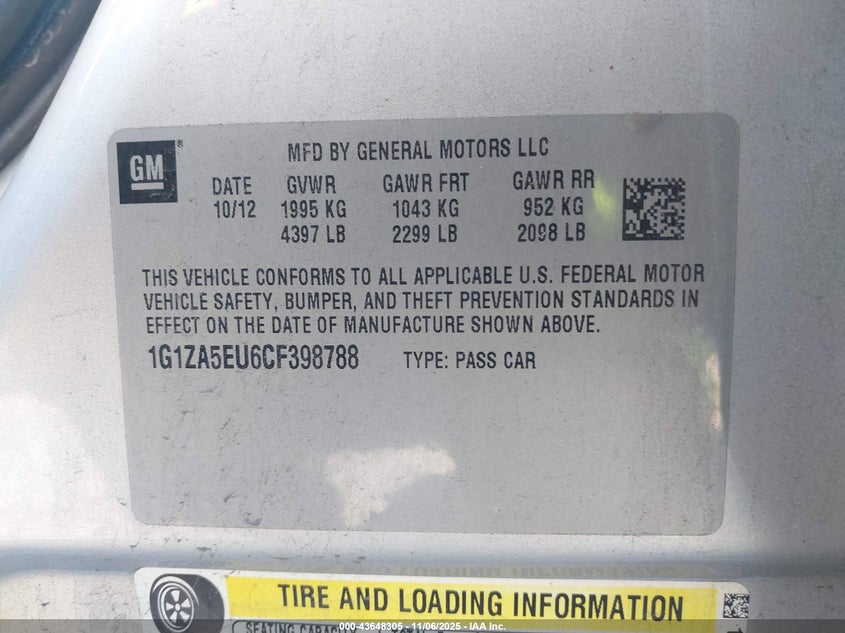 GM ® MFD BY GENERAL MOTORS LLC
DATE GVWR GAWR FRT GAWR RR
10/12 1995 KG 1043 KG 952 KG
4397 LB 2299 LB 2098 LB
THIS VEHICLE CONFORMS TO ALL APPLICABLE U.S. FEDERAL MOTOR
VEHICLE SAFETY, BUMPER, AND THEFT PREVENTION STANDARDS IN
EFFECT ON THE DATE OF MANUFACTURE SHOWN ABOVE.
1G1ZA5EU6CF398788 TYPE: PASS CAR
TIRE AND LOADING INFORMATION
SEATING CAPACITY
000-43648305 - 11/06/2025 - IAA Inc.